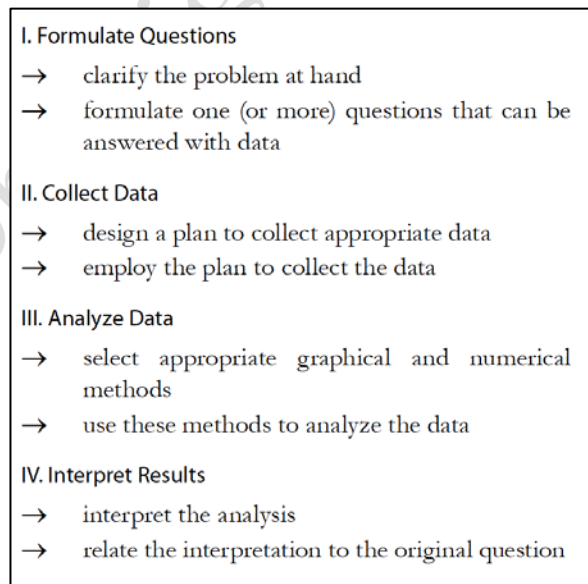 I. Formulate Questions
→ clarify the problem at hand
→ formulate one (or more) questions that can be
answered with data
II. Collect Data
→ design a plan to collect appropriate data
→ employ the plan to collect the data
III. Analyze Data
→ select appropriate graphical and numerical
methods
→ use these methods to analyze the data
IV. Interpret Results
→ interpret the analysis
→ relate the interpretation to the original question